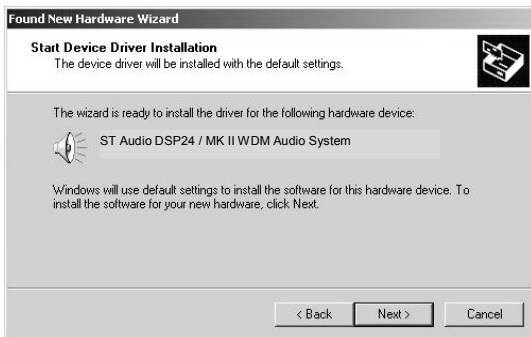 Found New Hardware Wizard
Start Device Driver Installation
The device driver will be installed with the default settings.
The wizard is ready to install the driver for the following hardware device:
ST Audio DSP24 / MK II WDM Audio System
Windows will use default settings to install the software for this hardware device. To
install the software for your new hardware, click Next.
< Back Next > Cancel